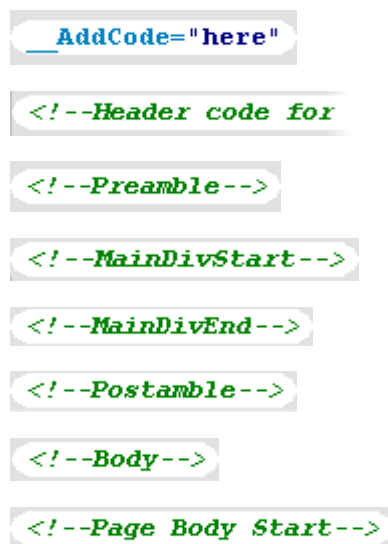 __AddCode="here"
<!--Header code for
<!--Preamble-->
<!--MainDivStart-->
<!--MainDivEnd-->
<!--Postamble-->
<!--Body-->
<!--Page Body Start-->